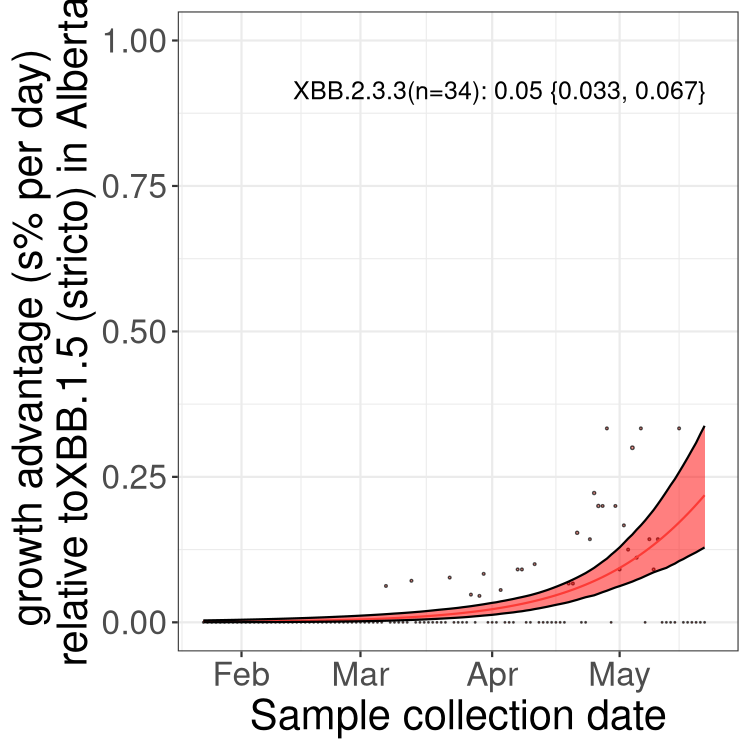 growth advantage (s% per day)
relative toXBB.1.5 (stricto) in Alberta
1.00
0.75
0.50
0.25
0.00
XBB.2.3.3(n=34): 0.05 {0.033, 0.067}
Feb
Mar
Apr
May
Sample collection date